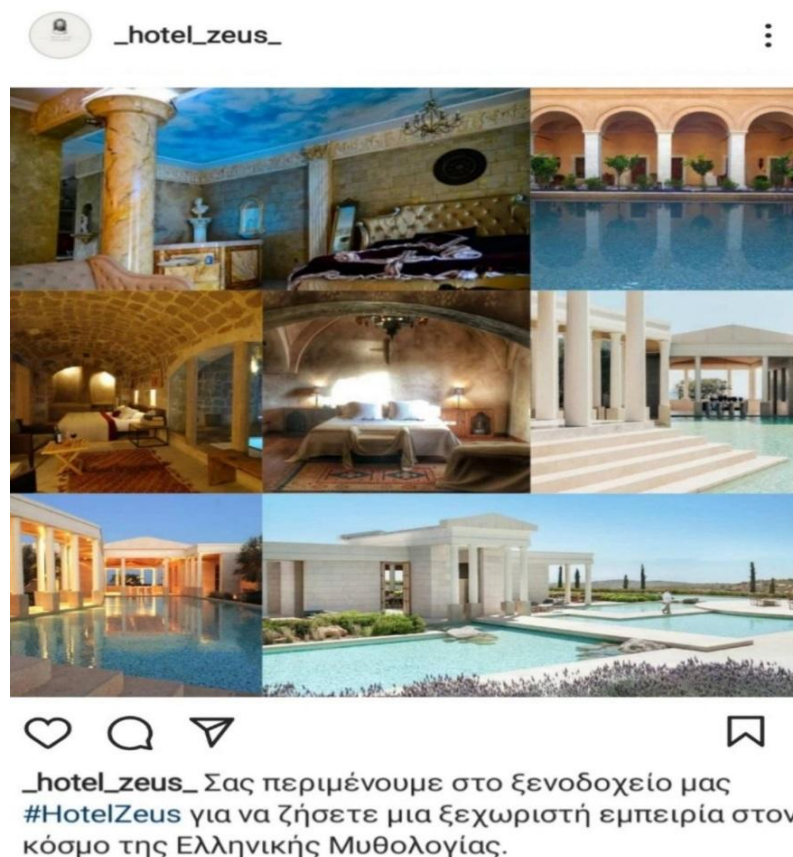 _hotel_zeus_
_hotel_zeus_ Σας περιμένουμε στο ξενοδοχείο μας
#HotelZeus για να ζήσετε μια ξεχωριστή εμπειρία στον
κόσμο της Ελληνικής Μυθολογίας.